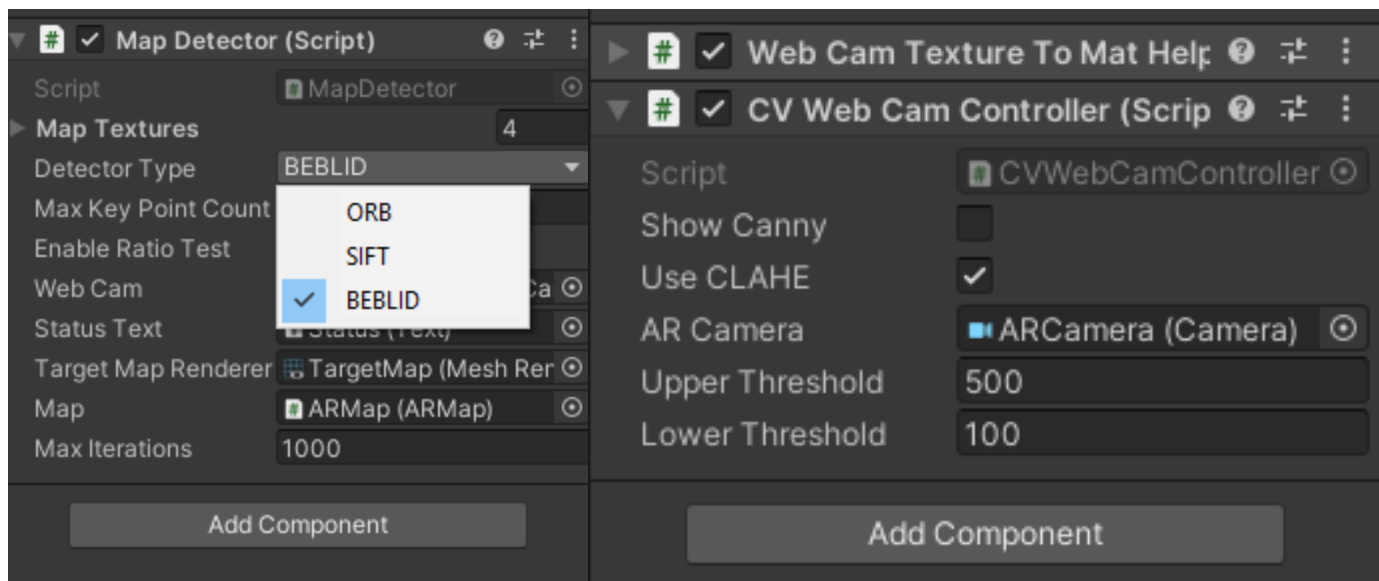 Map Detector (Script)
Script MapDetector
Map Textures 4
Detector Type BEBLID
Max Key Point Count
ORB
Enable Ratio Test
SIFT
Web Cam
BEBLID
Status Text Status (Text)
Target Map Renderer TargetMap (Mesh Rer
Map ARMap (ARMap)
Max Iterations 1000
Add Component
Web Cam Texture To Mat Help
CV Web Cam Controller (Scrip
Script CVWebCamController
Show Canny
Use CLAHE
AR Camera ARCamera (Camera)
Upper Threshold 500
Lower Threshold 100
Add Component